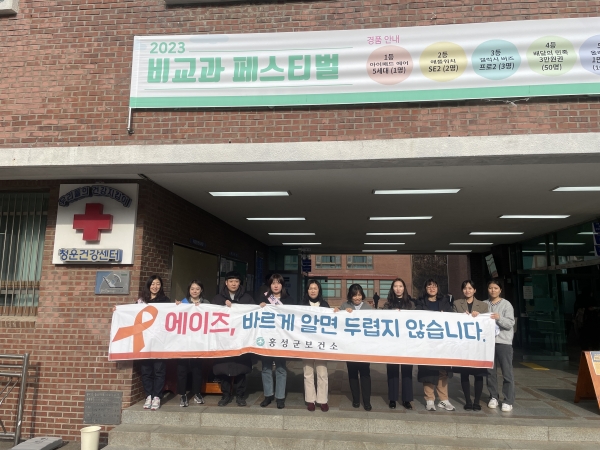 2023
비교과 페스티벌
경품 안내
1등
아이패드 에어
5세대 (1명)
2등
애플워치
SE2 (2명)
3등
갤럭시 버즈
프로2 (3명)
4등
배달의 민족
3만원권
(50명)
청운건강센터
에이즈, 바르게 알면 두렵지 않습니다.
홍성군보건소